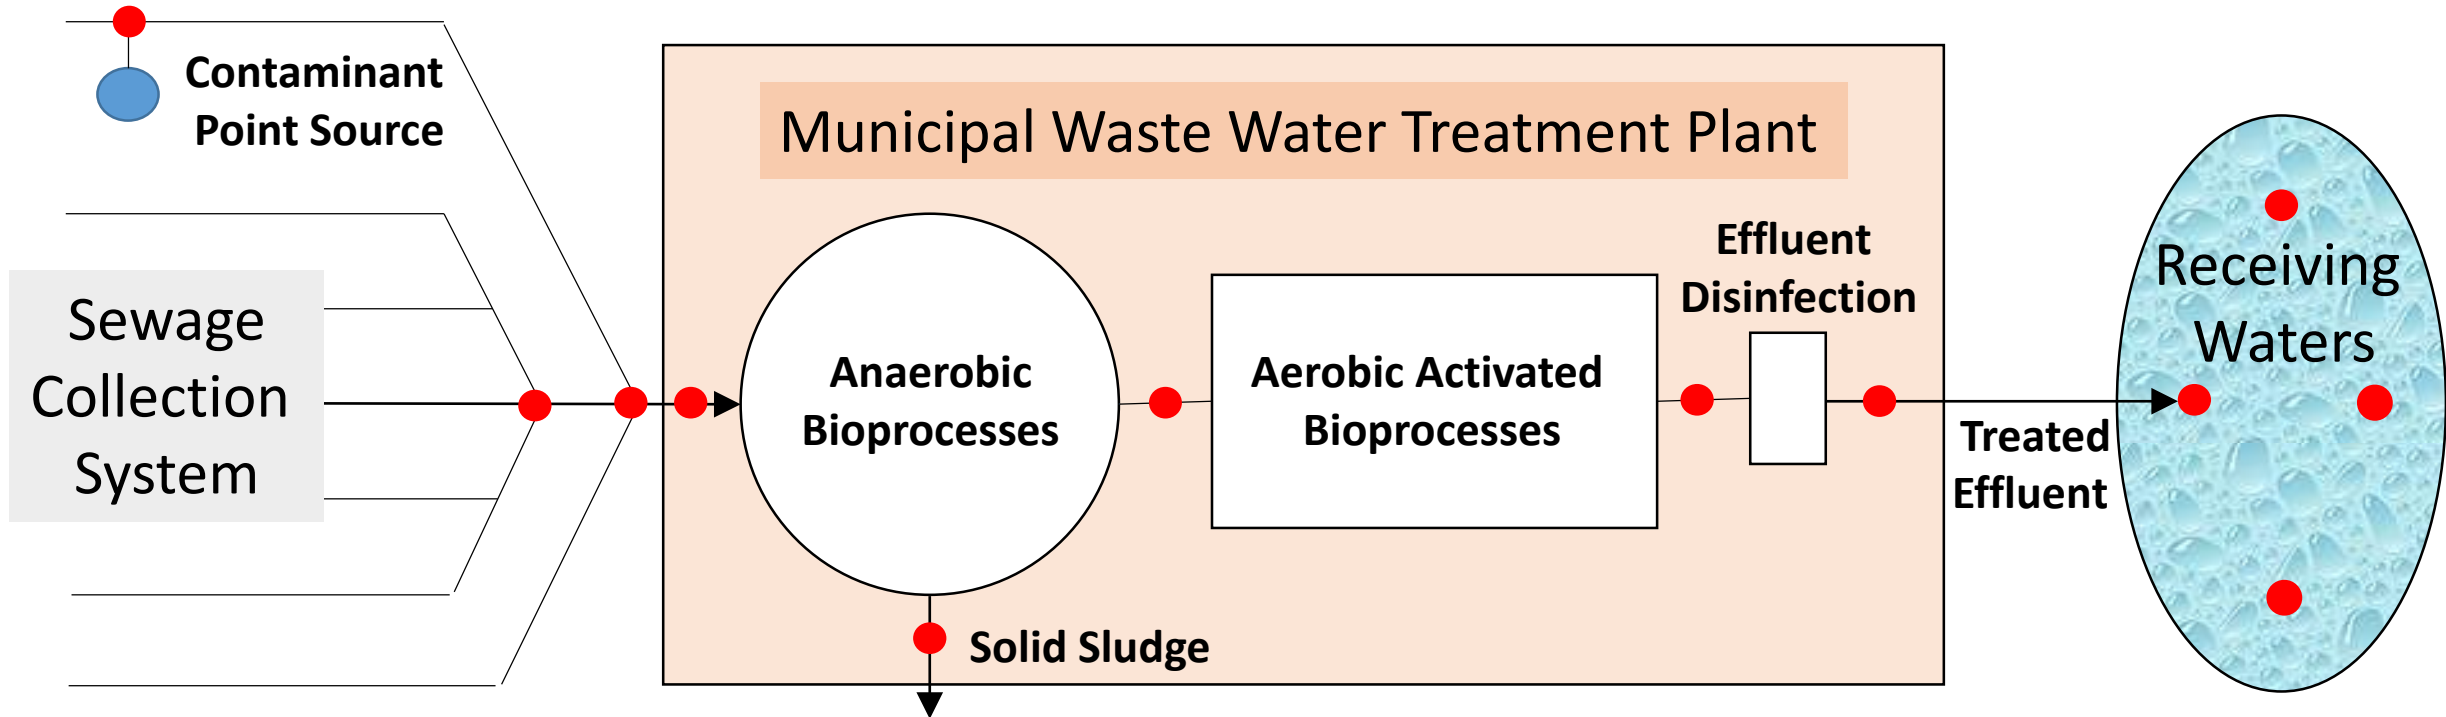 Contaminant
Point Source
Sewage
Collection
System
Municipal Waste Water Treatment Plant
Anaerobic
Bioprocesses
Solid Sludge
Aerobic Activated
Bioprocesses
Effluent
Disinfection
Treated
Effluent
Receiving
Waters